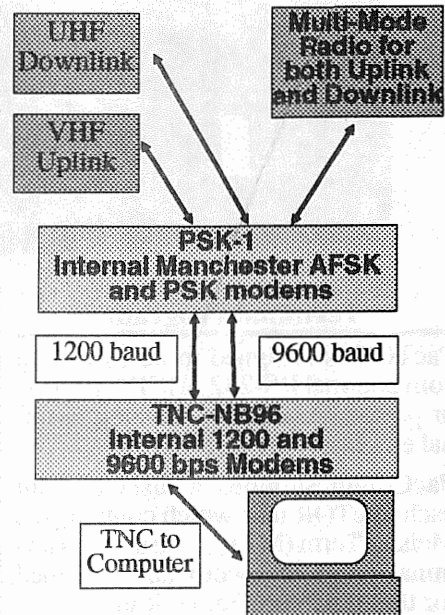 UHF
Downlink
VHF
Uplink
Multi-Mode
Radio for
both Uplink
and Downlink
PSK-1
Internal Manchester AFSK
and PSK modems
1200 baud
9600 baud
TNC-NB96
Internal 1200 and
9600 bps Modems
TNC to
Computer